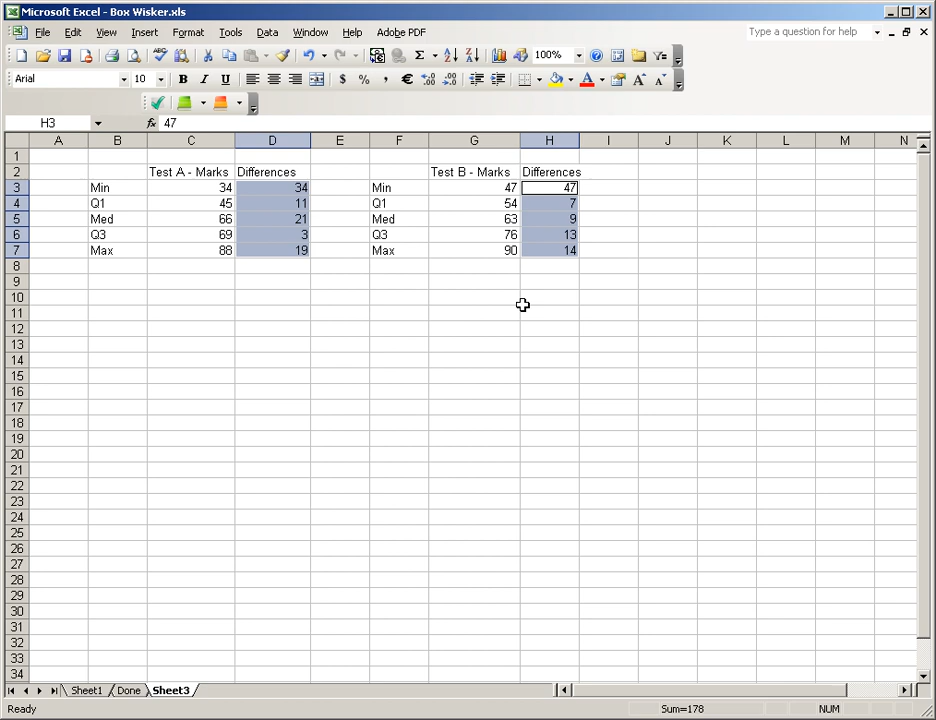 Microsoft Excel - Box Wisker.xls
File Edit View Insert Format Tools Data Window Help Adobe PDF Type a question for help
Σ 100%
Arial 10 B I U $ % , €
H3 fx 47
A B C D E F G H I J K L M N
1
2 Test A - Marks Differences Test B - Marks Differences
3 Min 34 34 Min 47 47
4 Q1 45 11 Q1 54 7
5 Med 66 21 Med 63 9
6 Q3 69 3 Q3 76 13
7 Max 88 19 Max 90 14
8
9
10
11
12
13
14
15
16
17
18
19
20
21
22
23
24
25
26
27
28
29
30
31
32
33
34
Sheet1 Done Sheet3
Ready Sum=178 NUM